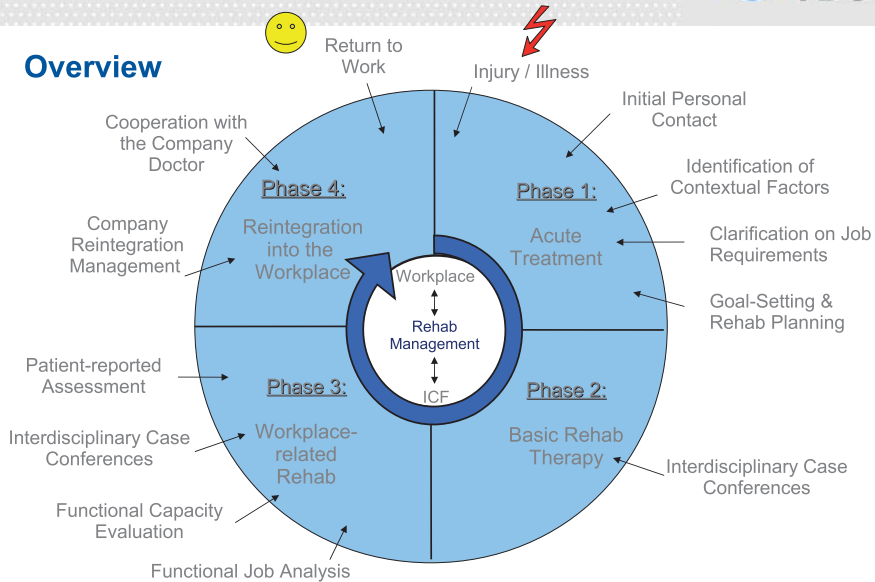 Overview
Return to
Work
Injury / Illness
Initial Personal
Contact
Identification of
Contextual Factors
Clarification on Job
Requirements
Goal-Setting &
Rehab Planning
Phase 1:
Acute
Treatment
Phase 2:
Basic Rehab
Therapy
Interdisciplinary Case
Conferences
Phase 3:
Workplace-
related
Rehab
Functional Job Analysis
Functional Capacity
Evaluation
Interdisciplinary Case
Conferences
Patient-reported
Assessment
Phase 4:
Reintegration
into the
Workplace
Company
Reintegration
Management
Cooperation with
the Company
Doctor
Workplace
Rehab
Management
ICF